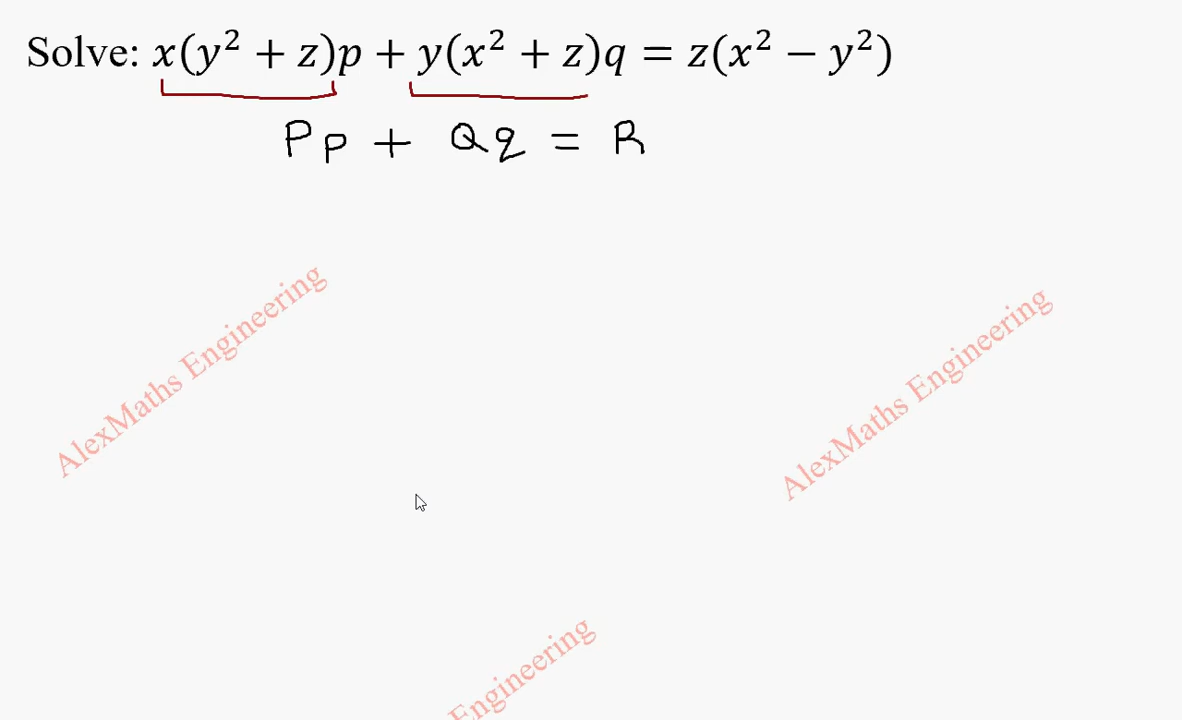 Solve: x(y² + z)p + y(x² + z)q = z(x² − y²)
Pp + Qq = R
AlexMaths Engineering
AlexMaths Engineering
Engineering